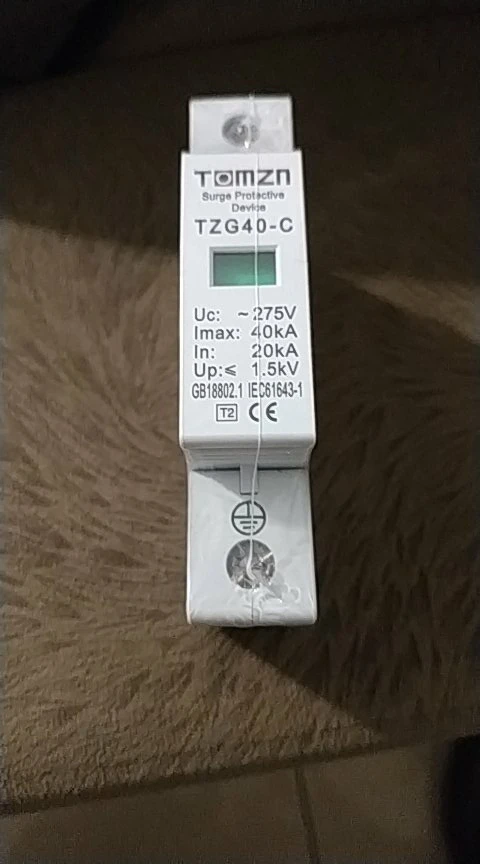 TOMZN
Surge Protective
Device
TZG40-C
Uc: ~275V
Imax: 40kA
In: 20kA
Up:≤ 1.5kV
GB18802.1 IEC61643-1
T2 CE